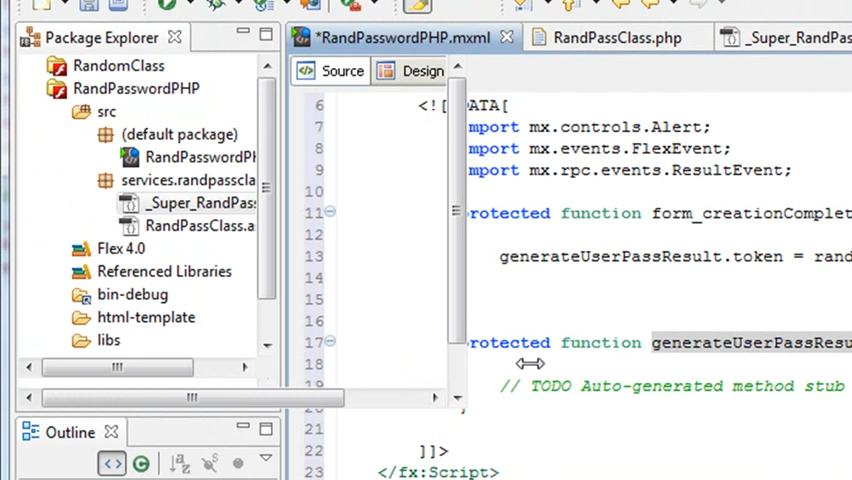 Package Explorer
RandomClass
RandPasswordPHP
src
(default package)
RandPasswordPH
services.randpasscla
_Super_RandPass
RandPassClass.a
Flex 4.0
Referenced Libraries
bin-debug
html-template
libs
Outline
*RandPasswordPHP.mxml
RandPassClass.php
_Super_RandPa
Source
Design
6 <![ DATA[
7 mport mx.controls.Alert;
8 mport mx.events.FlexEvent;
9 mport mx.rpc.events.ResultEvent;
10
11 rotected function form_creationComplet
12
13 generateUserPassResult.token = rand
14
15
16
17 rotected function generateUserPassResu
18
19 // TODO Auto-generated method stub
20 }
21
22 ]]>
23 </fx:Script>